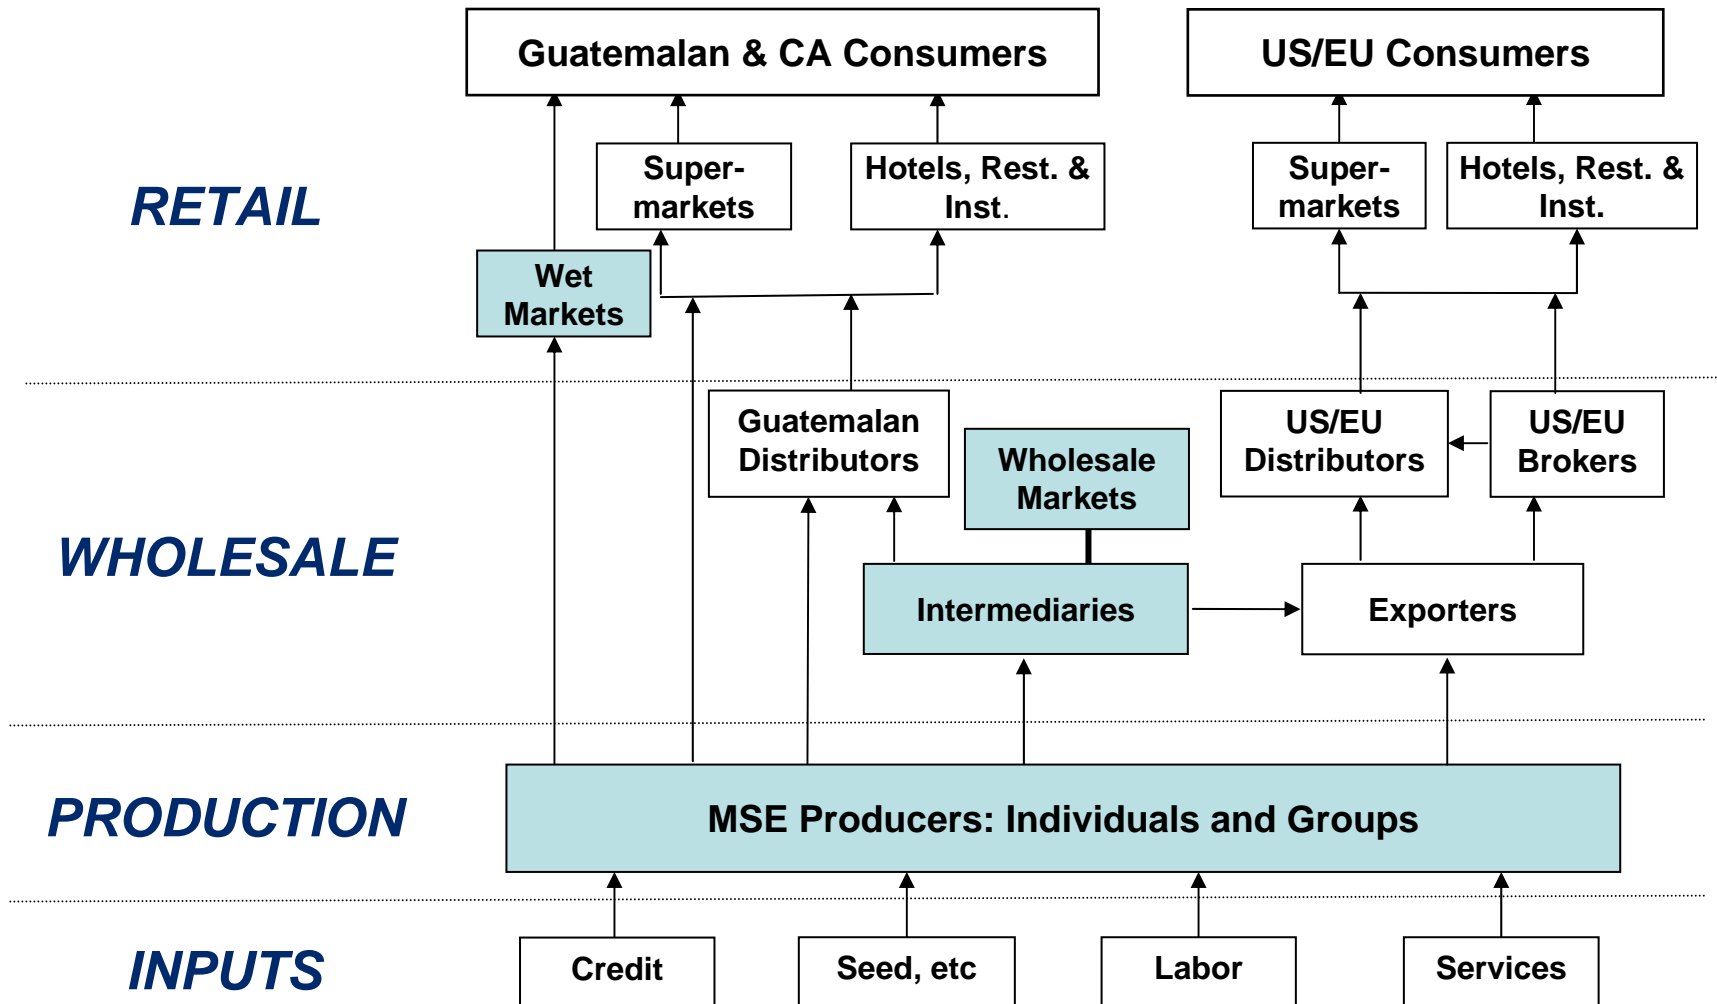 Guatemalan & CA Consumers
US/EU Consumers
RETAIL
Super-
markets
Hotels, Rest. &
Inst.
Super-
markets
Hotels, Rest. &
Inst.
Wet
Markets
WHOLESALE
Guatemalan
Distributors
Wholesale
Markets
US/EU
Distributors
US/EU
Brokers
Intermediaries
Exporters
PRODUCTION
MSE Producers: Individuals and Groups
INPUTS
Credit
Seed, etc
Labor
Services